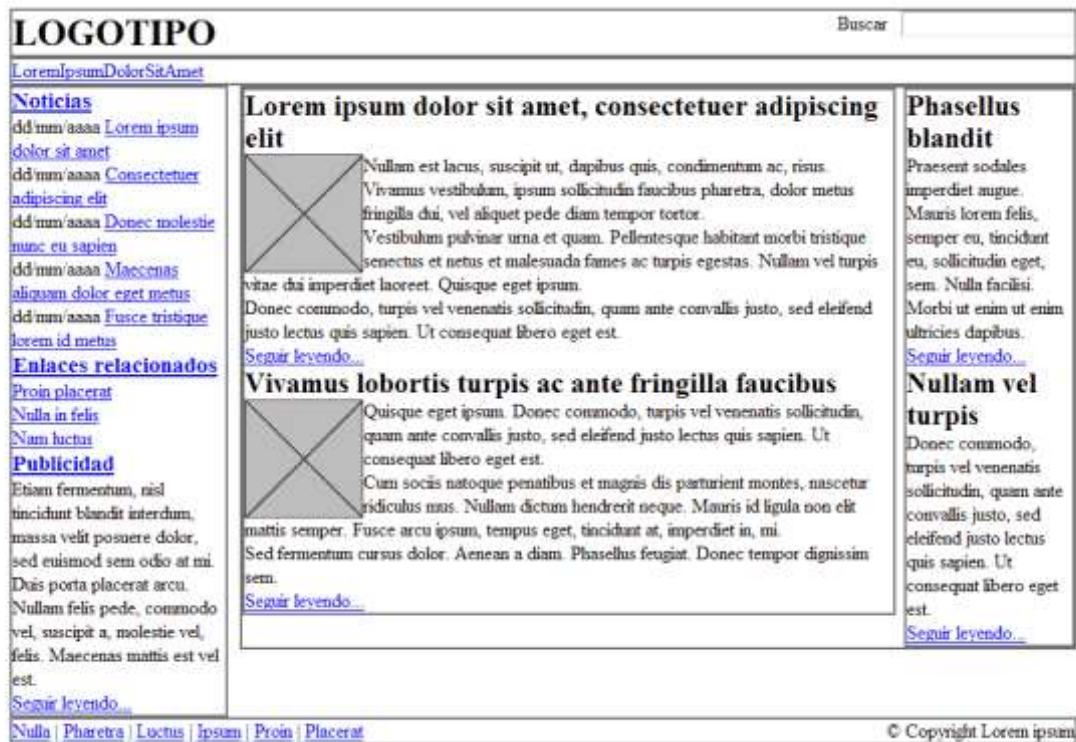 LOGOTIPO
Buscar
LoremIpsumDolorSitAmet
Noticias
dd/mm/aaaa Lorem ipsum
dolor sit amet
dd/mm/aaaa Consectetuer
adipiscing elit
dd/mm/aaaa Donec molestie
nunc eu sapien
dd/mm/aaaa Maecenas
aliquam dolor eget metus
dd/mm/aaaa Fusce tristique
lorem id metus
Enlaces relacionados
Proin placerat
Nulla in felis
Nam luctus
Publicidad
Etiam fermentum, nisl
tincidunt blandit interdum,
massa velit posuere dolor,
sed euismod sem odio at mi.
Duis porta placerat arcu.
Nullam felis pede, commodo
vel, suscipit a, molestie vel,
felis. Maecenas mattis est vel
est.
Seguir leyendo...
Lorem ipsum dolor sit amet, consectetuer adipiscing
elit
Nullam est lacus, suscipit ut, dapibus quis, condimentum ac, risus.
Vivamus vestibulum, ipsum sollicitudin faucibus pharetra, dolor metus
fringilla dui, vel aliquet pede diam tempor tortor.
Vestibulum pulvinar urna et quam. Pellentesque habitant morbi tristique
senectus et netus et malesuada fames ac turpis egestas. Nullam vel turpis
vitae dui imperdiet laoreet. Quisque eget ipsum.
Donec commodo, turpis vel venenatis sollicitudin, quam ante convallis justo, sed eleifend
justo lectus quis sapien. Ut consequat libero eget est.
Seguir leyendo...
Vivamus lobortis turpis ac ante fringilla faucibus
Quisque eget ipsum. Donec commodo, turpis vel venenatis sollicitudin,
quam ante convallis justo, sed eleifend justo lectus quis sapien. Ut
consequat libero eget est.
Cum sociis natoque penatibus et magnis dis parturient montes, nascetur
ridiculus mus. Nullam dictum hendrerit neque. Mauris id ligula non elit
mattis semper. Fusce arcu ipsum, tempus eget, tincidunt at, imperdiet in, mi.
Sed fermentum cursus dolor. Aenean a diam. Phasellus feugiat. Donec tempor dignissim
sem.
Seguir leyendo...
Phasellus
blandit
Praesent sodales
imperdiet augue.
Mauris lorem felis,
semper eu, tincidunt
eu, sollicitudin eget,
sem. Nulla facilisi.
Morbi ut enim ut enim
ultricies dapibus.
Seguir leyendo...
Nullam vel
turpis
Donec commodo,
turpis vel venenatis
sollicitudin, quam ante
convallis justo, sed
eleifend justo lectus
quis sapien. Ut
consequat libero eget
est.
Seguir leyendo...
Nulla | Pharetra | Luctus | Ipsum | Proin | Placerat
© Copyright Lorem ipsum